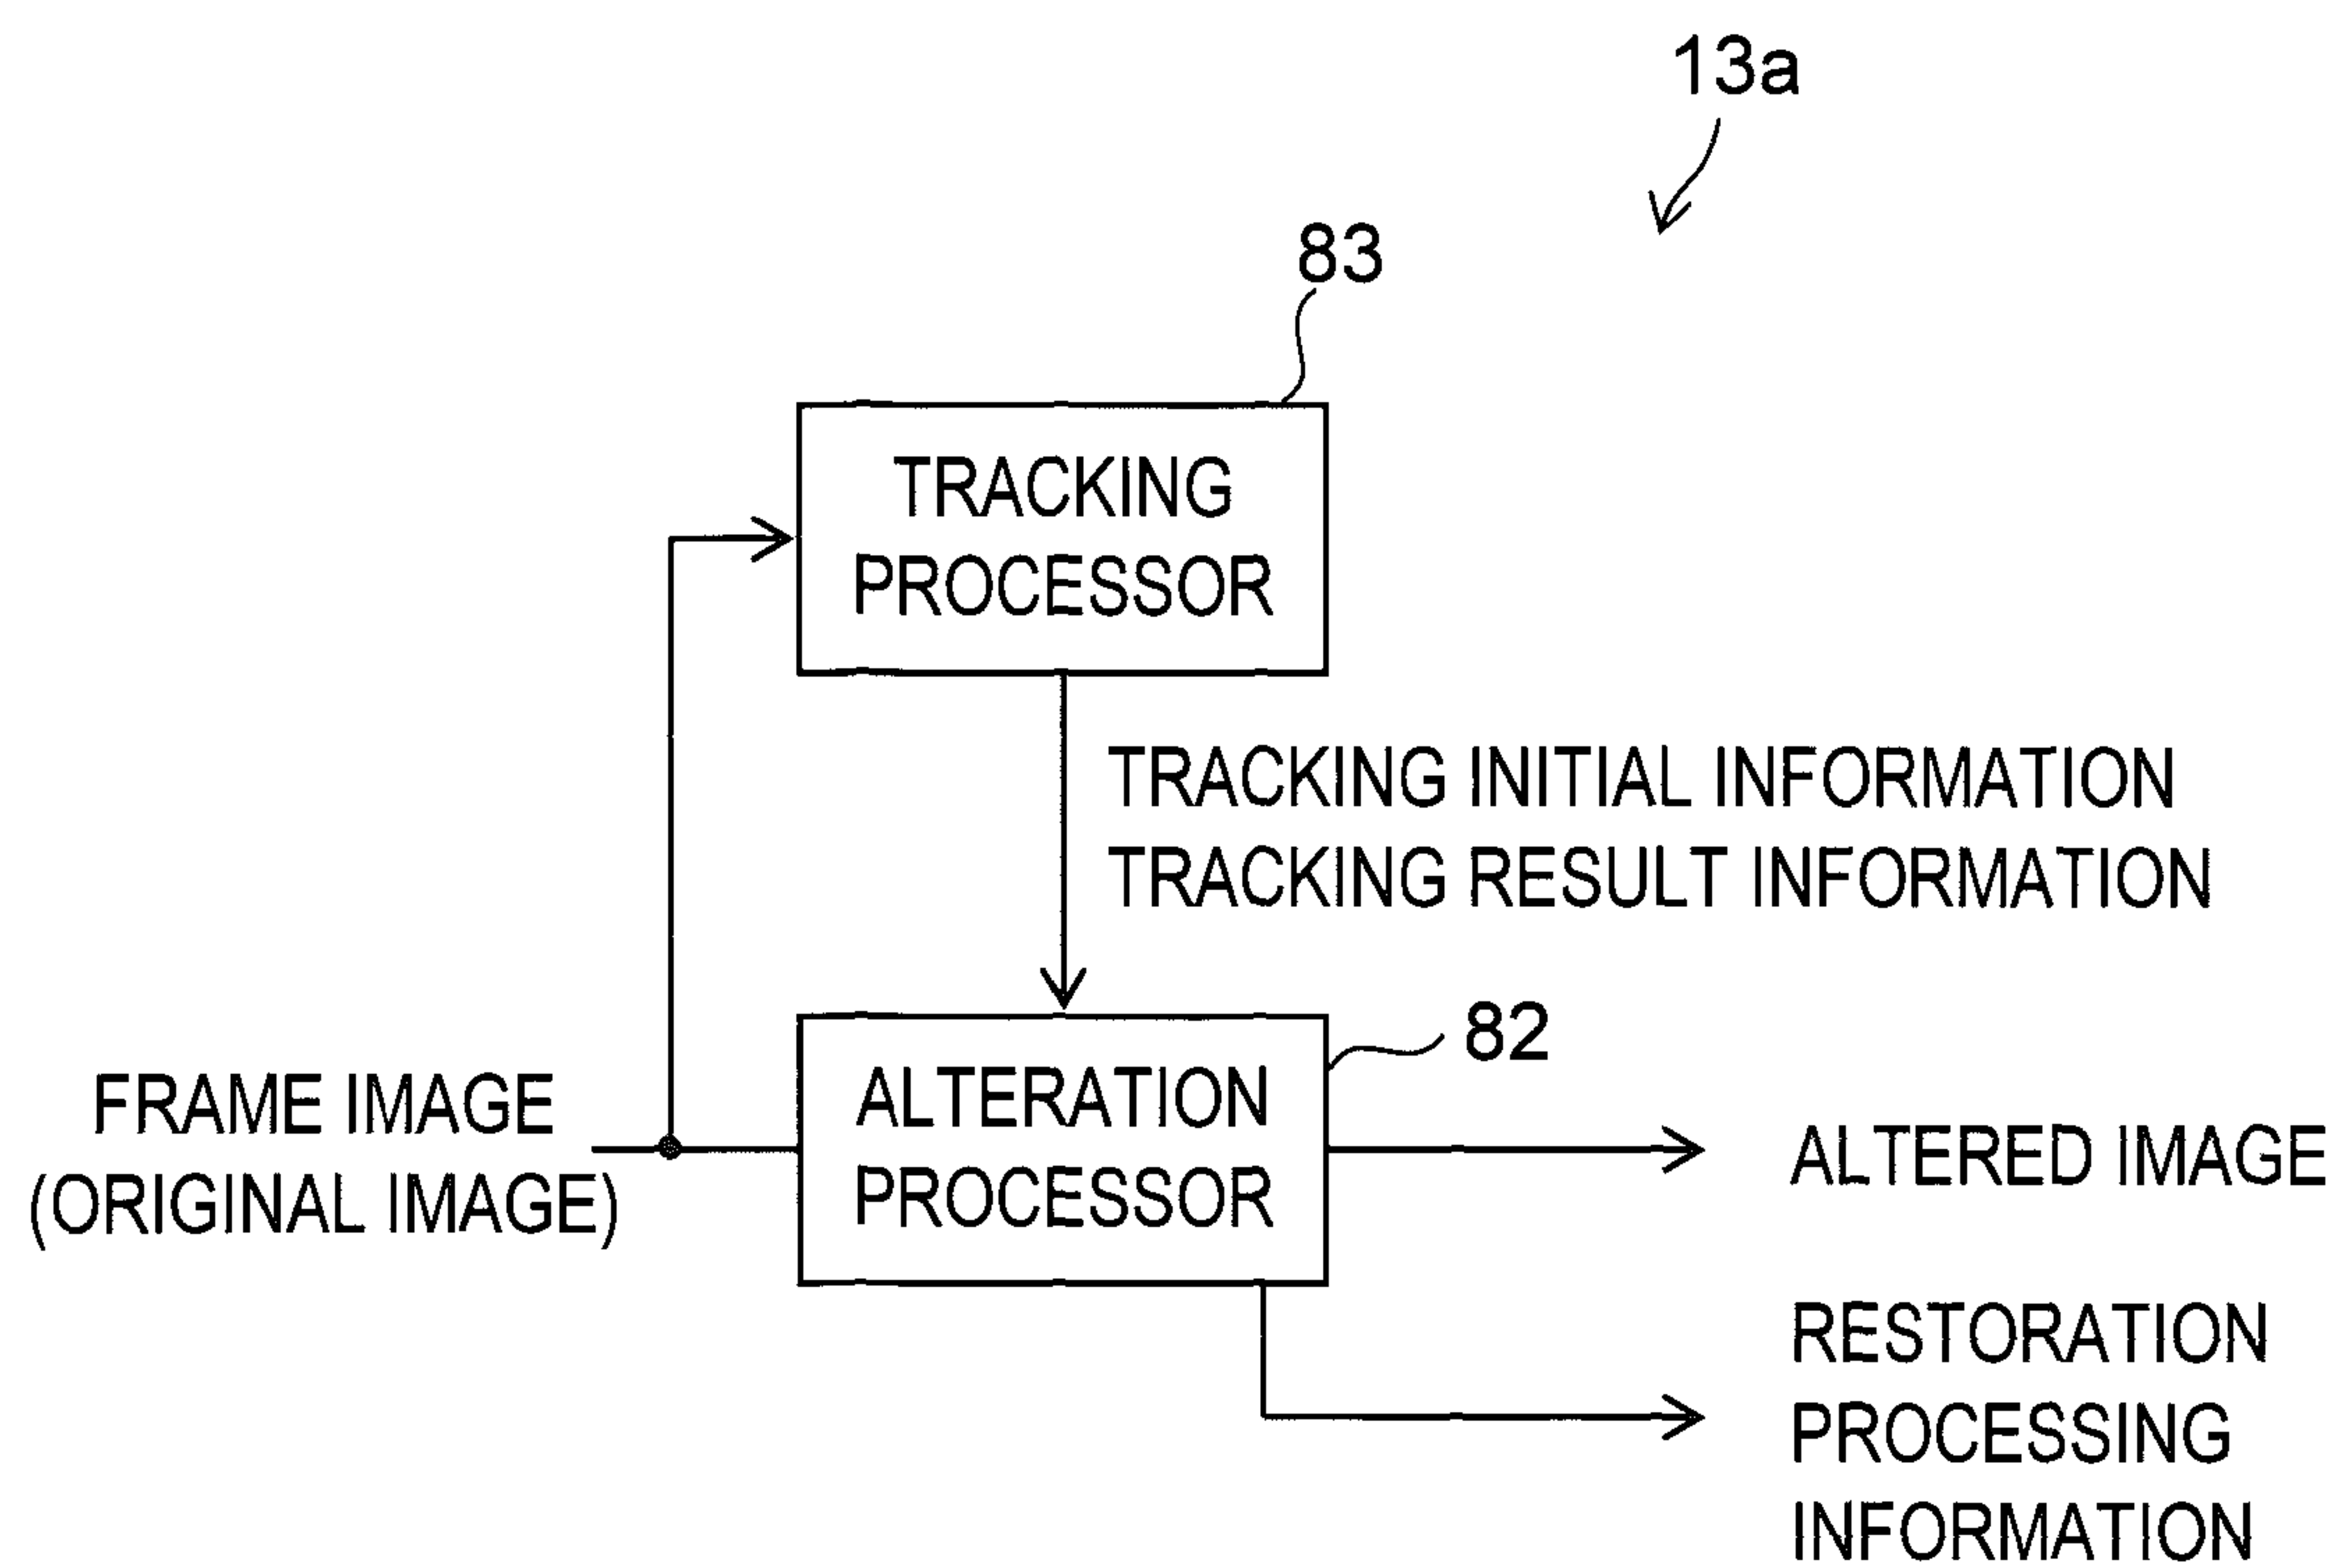 13a
83
TRACKING
PROCESSOR
TRACKING INITIAL INFORMATION
TRACKING RESULT INFORMATION
82
FRAME IMAGE
(ORIGINAL IMAGE)
ALTERATION
PROCESSOR
ALTERED IMAGE
RESTORATION
PROCESSING
INFORMATION